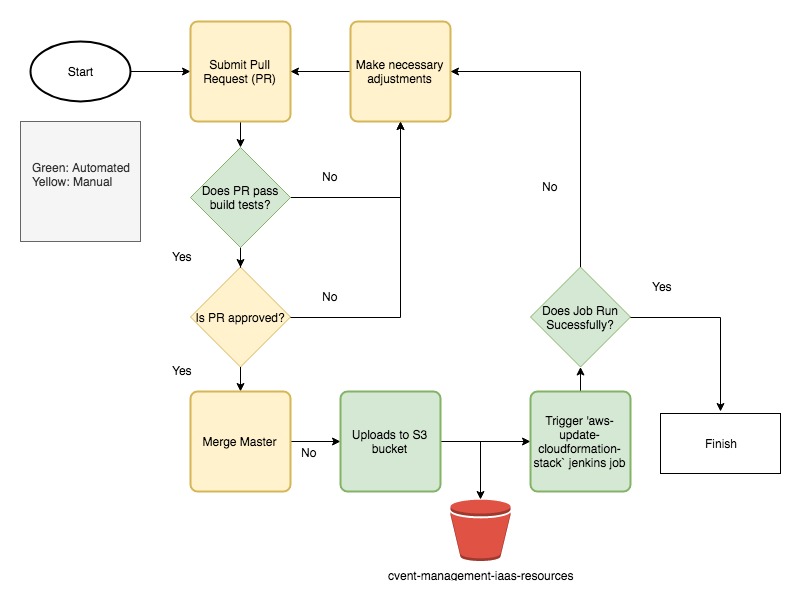 Start
Submit Pull
Request (PR)
Make necessary
adjustments
Green: Automated
Yellow: Manual
Does PR pass
build tests?
No
No
Yes
Is PR approved?
No
Yes
Does Job Run
Sucessfully?
Yes
Merge Master
No
Uploads to S3
bucket
Trigger 'aws-
update-
cloudformation-
stack` jenkins job
Finish
cvent-management-iaas-resources